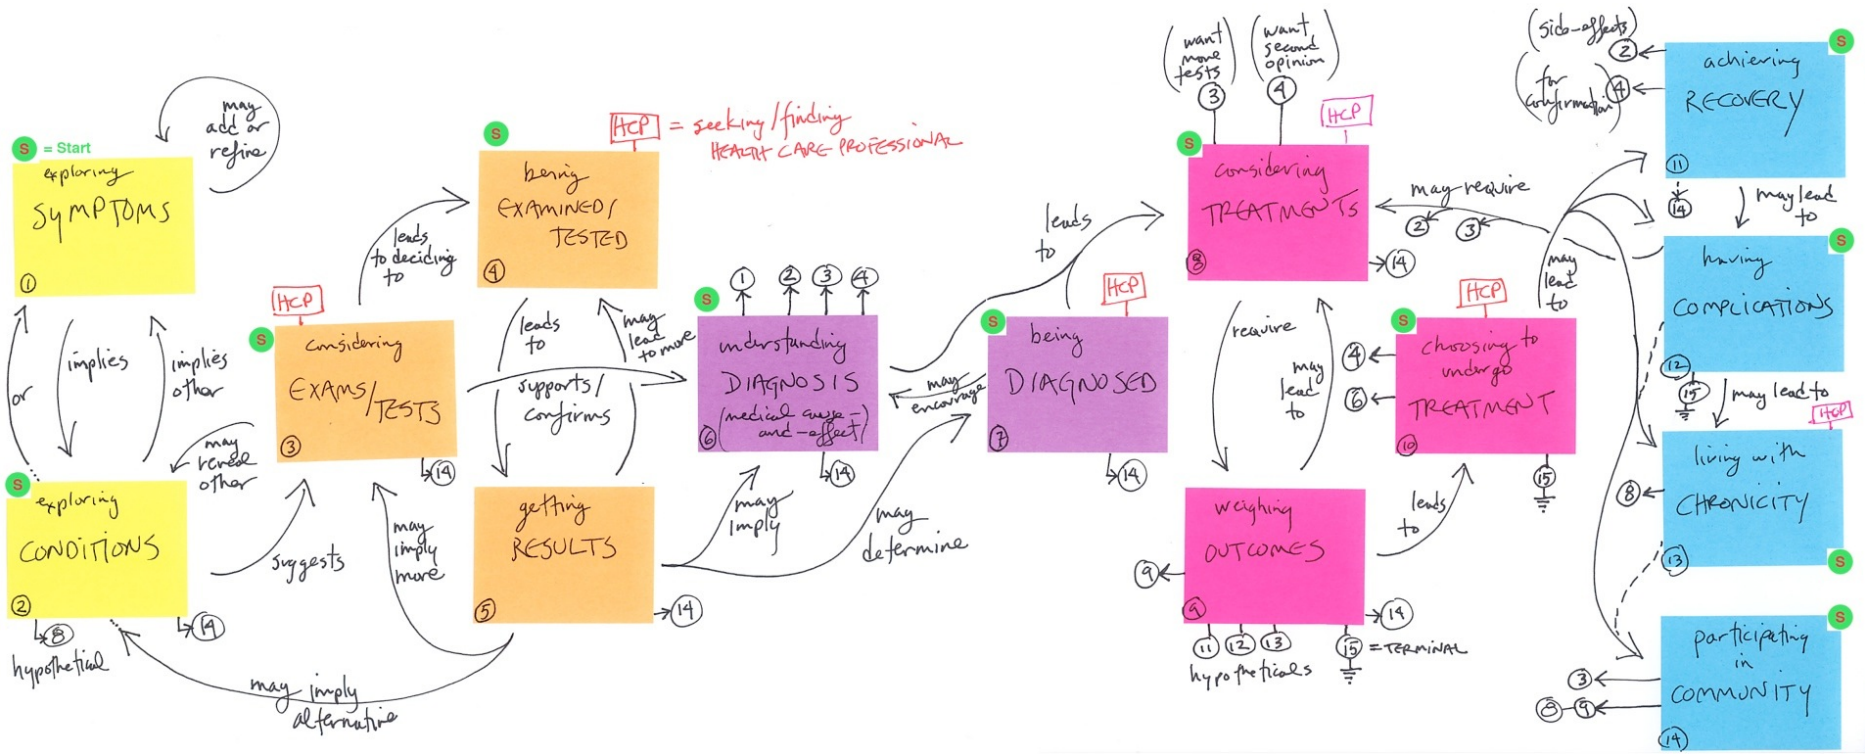 S = Start
may
add or
refine
exploring
SYMPTOMS
1
or
implies
implies
other
S
exploring
CONDITIONS
2
8
hypothetical
14
suggests
may
reveal
other
HCP
S
considering
EXAMS/
TESTS
3
14
leads
to deciding
to
may
imply
more
may imply
alternative
S
HCP = seeking/finding
HEALTH CARE PROFESSIONAL
being
EXAMINED/
TESTED
4
leads
to
may
lead
to more
supports/
confirms
getting
RESULTS
5
14
may
imply
may
determine
1 2 3 4
S
understanding
DIAGNOSIS
(medical cause-
and-effect)
6
14
may
encourage
leads
to
HCP
S
being
DIAGNOSED
7
14
(want
more
tests)
3
(want
second
opinion)
4
HCP
S
considering
TREATMENTS
8
14
require
may
lead
to
weighing
OUTCOMES
9
9
14
11 12 13
hypotheticals
15 = TERMINAL
leads
to
may require
2 3
HCP
S
choosing to
undergo
TREATMENT
10
4
6
15
may
lead
to
(side-effects)
2
(for
confirmation)
4
S
achieving
RECOVERY
11
14
may lead
to
S
having
COMPLICATIONS
12
15
may lead to
HCP
living with
CHRONICITY
13
8
S
S
participating
in
COMMUNITY
14
3
8-9